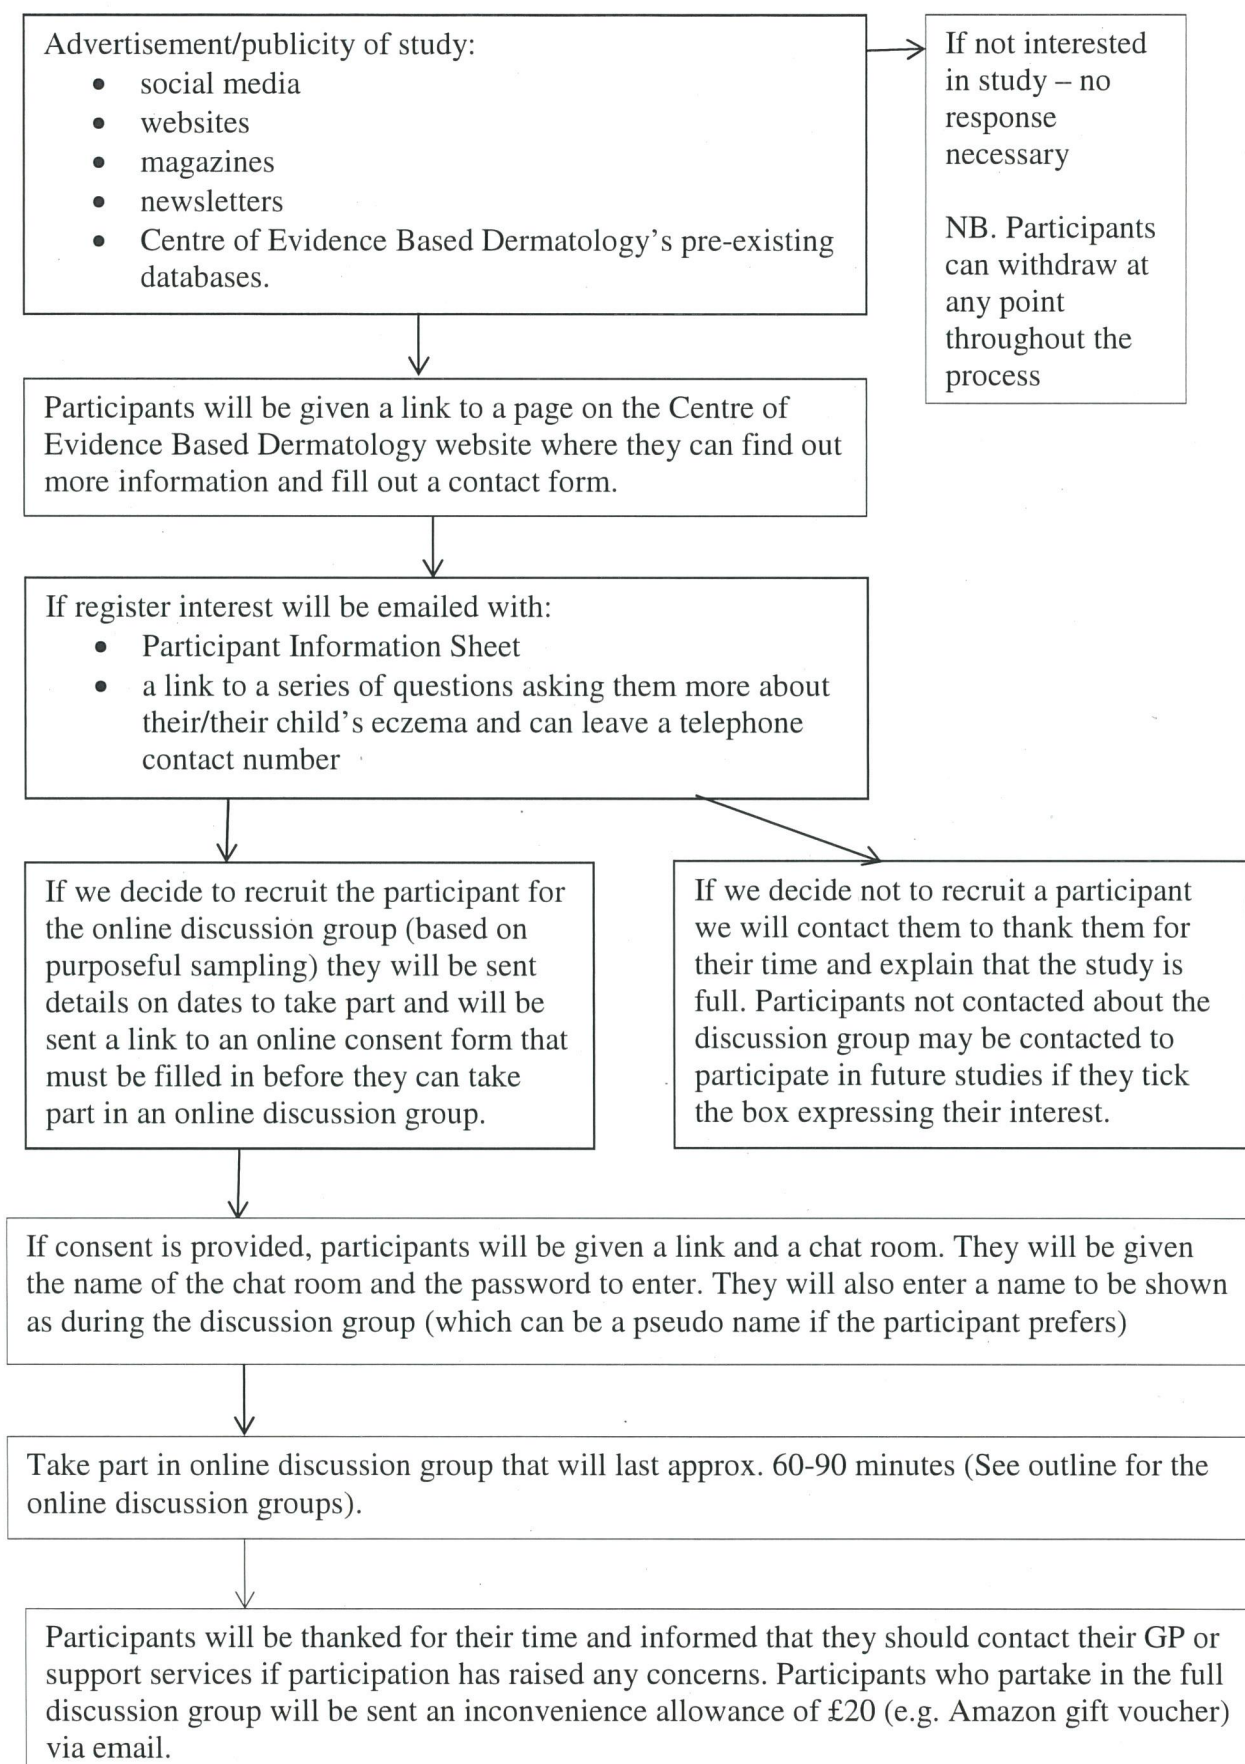 Advertisement/publicity of study:
• social media
• websites
• magazines
• newsletters
• Centre of Evidence Based Dermatology's pre-existing
databases.
If not interested
in study – no
response
necessary
NB. Participants
can withdraw at
any point
throughout the
process
Participants will be given a link to a page on the Centre of
Evidence Based Dermatology website where they can find out
more information and fill out a contact form.
If register interest will be emailed with:
• Participant Information Sheet
• a link to a series of questions asking them more about
their/their child's eczema and can leave a telephone
contact number
If we decide to recruit the participant for
the online discussion group (based on
purposeful sampling) they will be sent
details on dates to take part and will be
sent a link to an online consent form that
must be filled in before they can take
part in an online discussion group.
If we decide not to recruit a participant
we will contact them to thank them for
their time and explain that the study is
full. Participants not contacted about the
discussion group may be contacted to
participate in future studies if they tick
the box expressing their interest.
If consent is provided, participants will be given a link and a chat room. They will be given
the name of the chat room and the password to enter. They will also enter a name to be shown
as during the discussion group (which can be a pseudo name if the participant prefers)
Take part in online discussion group that will last approx. 60-90 minutes (See outline for the
online discussion groups).
Participants will be thanked for their time and informed that they should contact their GP or
support services if participation has raised any concerns. Participants who partake in the full
discussion group will be sent an inconvenience allowance of £20 (e.g. Amazon gift voucher)
via email.